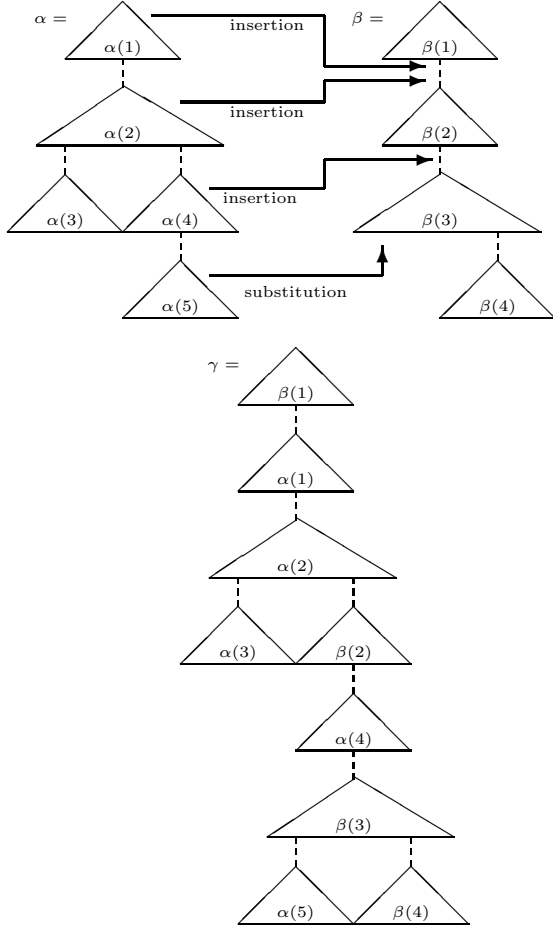 α =
α(1)
insertion
β =
β(1)
α(2)
insertion
β(2)
α(3)
α(4)
insertion
β(3)
α(5)
substitution
β(4)
γ =
β(1)
α(1)
α(2)
α(3)
β(2)
α(4)
β(3)
α(5)
β(4)